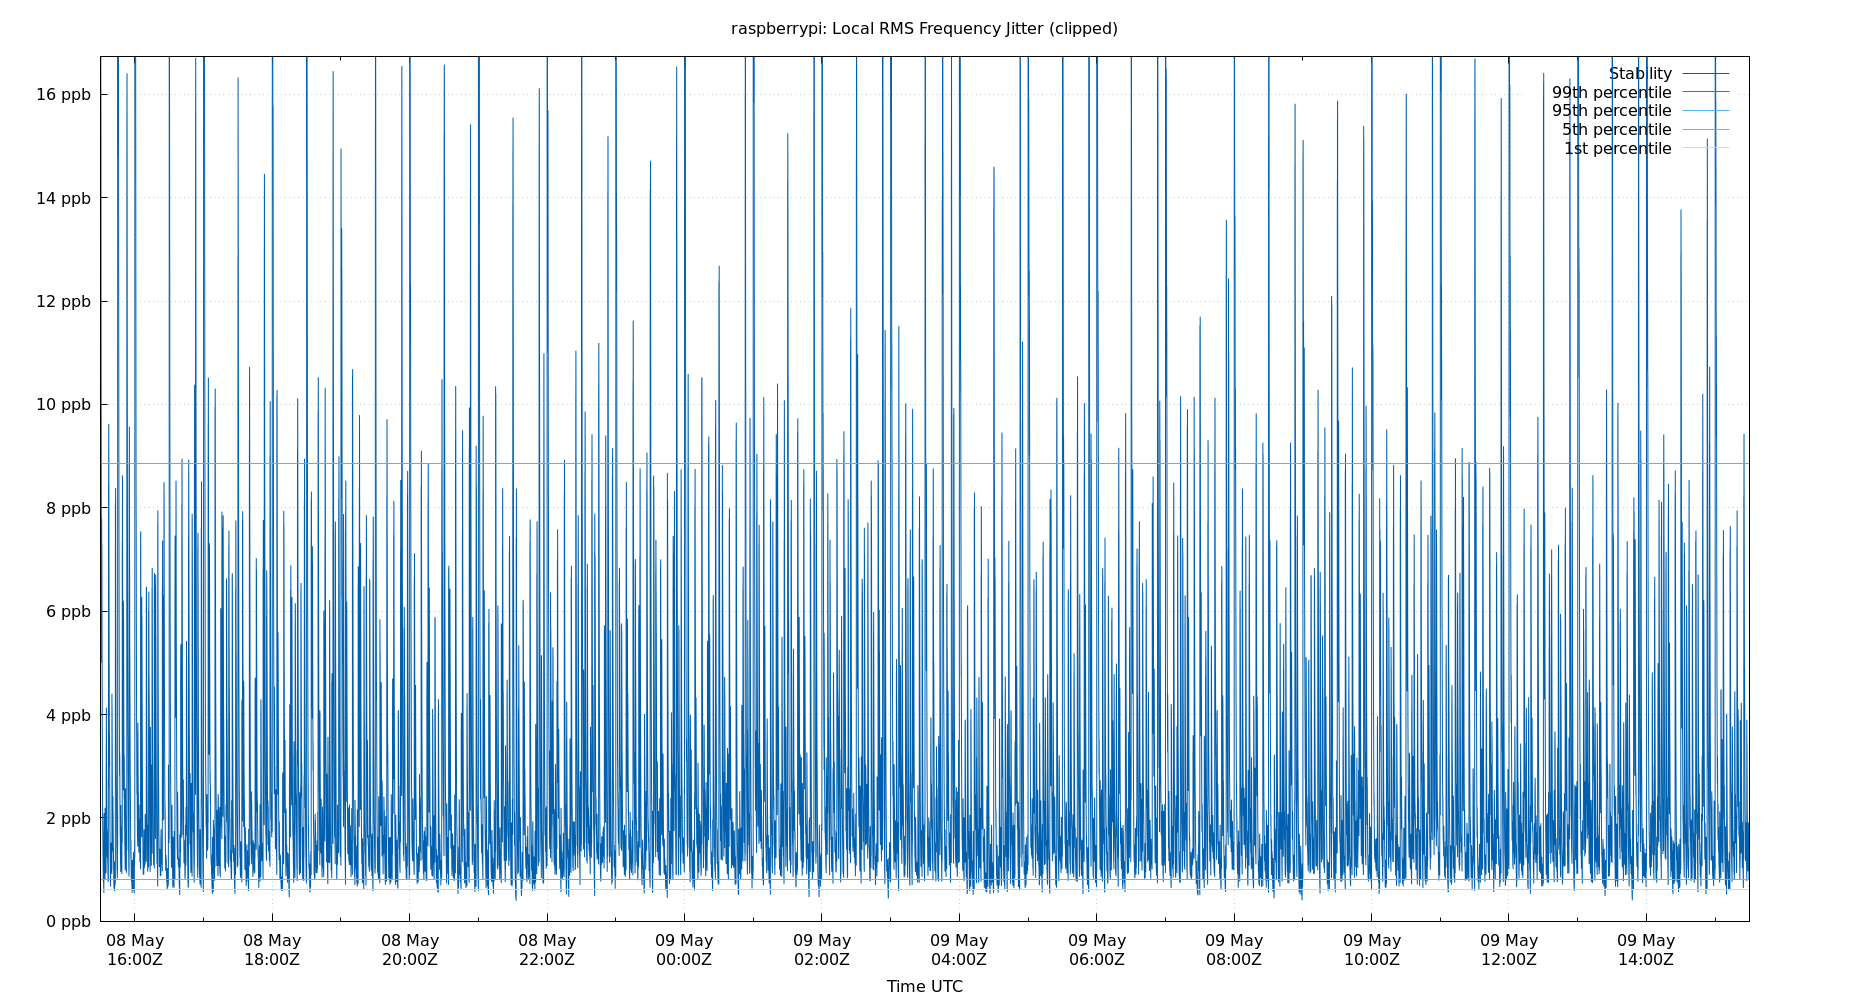 raspberrypi: Local RMS Frequency Jitter (clipped)
Stability
99th percentile
95th percentile
5th percentile
1st percentile
16 ppb
14 ppb
12 ppb
10 ppb
8 ppb
6 ppb
4 ppb
2 ppb
0 ppb
08 May 08 May 08 May 08 May 09 May 09 May 09 May 09 May 09 May 09 May 09 May 09 May
16:00Z 18:00Z 20:00Z 22:00Z 00:00Z 02:00Z 04:00Z 06:00Z 08:00Z 10:00Z 12:00Z 14:00Z
Time UTC